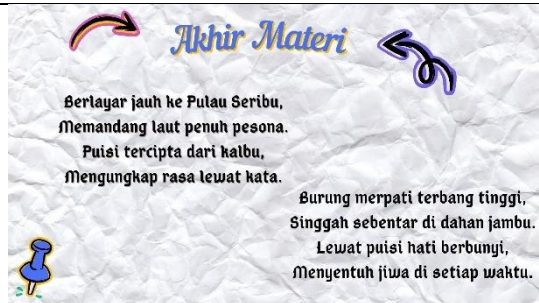 Akhir Materi
Berlayar jauh ke Pulau Seribu,
Memandang laut penuh pesona.
Puisi tercipta dari kalbu,
Mengungkap rasa lewat kata.
Burung merpati terbang tinggi,
Singgah sebentar di dahan jambu.
Lewat puisi hati berbunyi,
Menyentuh jiwa di setiap waktu.